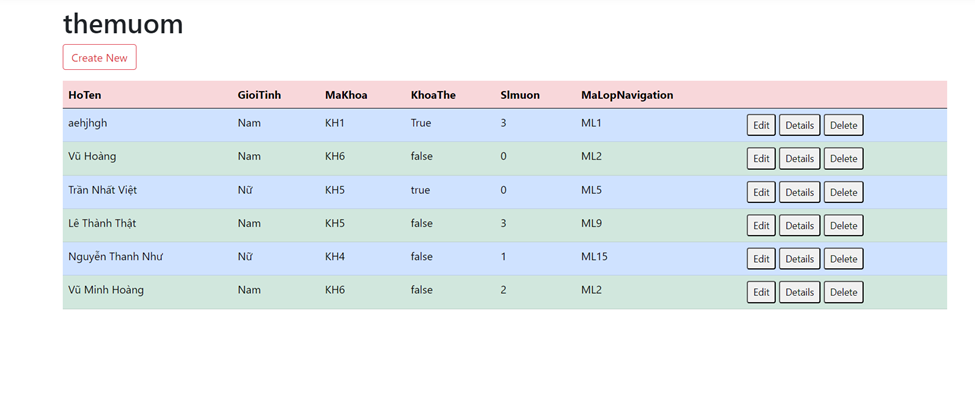 themuom
Create New
HoTen GioiTinh MaKhoa KhoaThe Slmuon MaLopNavigation
aehjhgh Nam KH1 True 3 ML1 Edit Details Delete
Vũ Hoàng Nam KH6 false 0 ML2 Edit Details Delete
Trần Nhất Việt Nữ KH5 true 0 ML5 Edit Details Delete
Lê Thành Thật Nam KH5 false 3 ML9 Edit Details Delete
Nguyễn Thanh Như Nữ KH4 false 1 ML15 Edit Details Delete
Vũ Minh Hoàng Nam KH6 false 2 ML2 Edit Details Delete